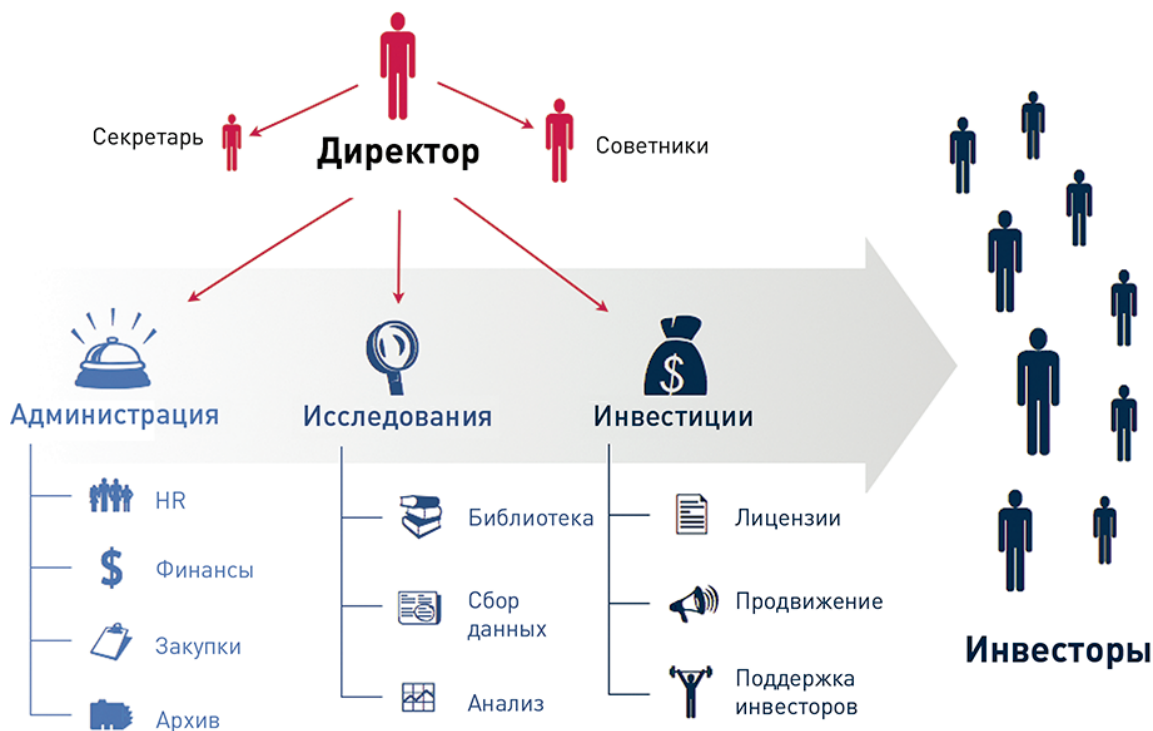 Секретарь
Директор
Советники
Администрация
HR
$
Финансы
Закупки
Архив
Исследования
Библиотека
Сбор
данных
Анализ
$
Инвестиции
Лицензии
Продвижение
Поддержка
инвесторов
Инвесторы